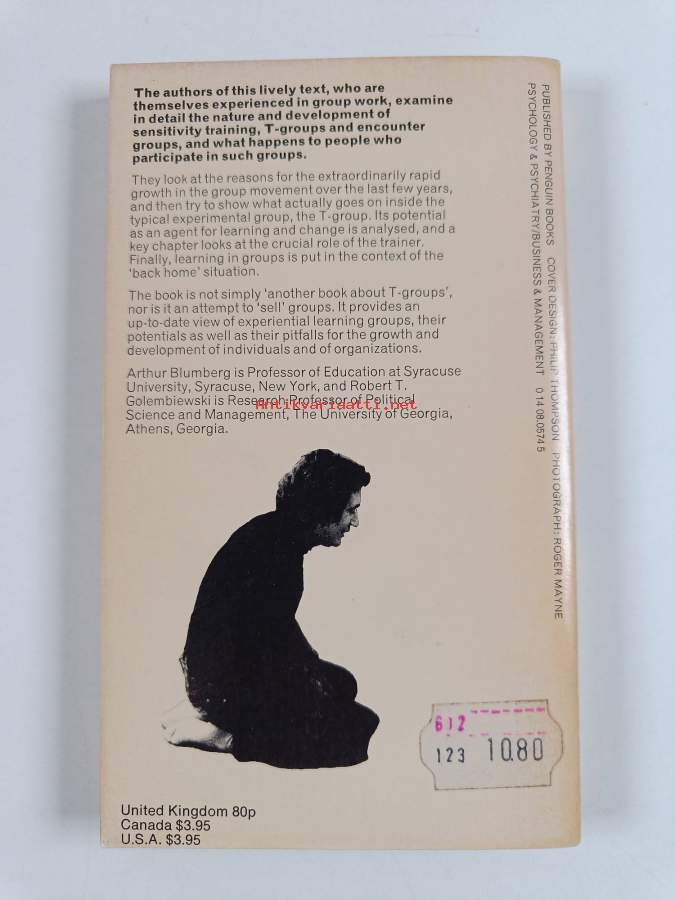 The authors of this lively text, who are
themselves experienced in group work, examine
in detail the nature and development of
sensitivity training, T-groups and encounter
groups, and what happens to people who
participate in such groups.
They look at the reasons for the extraordinarily rapid
growth in the group movement over the last few years,
and then try to show what actually goes on inside the
typical experimental group, the T-group. Its potential
as an agent for learning and change is analysed, and a
key chapter looks at the crucial role of the trainer.
Finally, learning in groups is put in the context of the
‘back home’ situation.
The book is not simply ‘another book about T-groups’,
nor is it an attempt to ‘sell’ groups. It provides an
up-to-date view of experiential learning groups, their
potentials as well as their pitfalls for the growth and
development of individuals and of organizations.
Arthur Blumberg is Professor of Education at Syracuse
University, Syracuse, New York, and Robert T.
Golembiewski is Research Professor of Political
Science and Management, The University of Georgia,
Athens, Georgia.
Antikvariaatti.net
PUBLISHED BY PENGUIN BOOKS COVER DESIGN: PHILIP THOMPSON PHOTOGRAPH: ROGER MAYNE
PSYCHOLOGY & PSYCHIATRY/BUSINESS & MANAGEMENT 0 14 08.0574 5
612
123 1080
United Kingdom 80p
Canada $3.95
U.S.A. $3.95